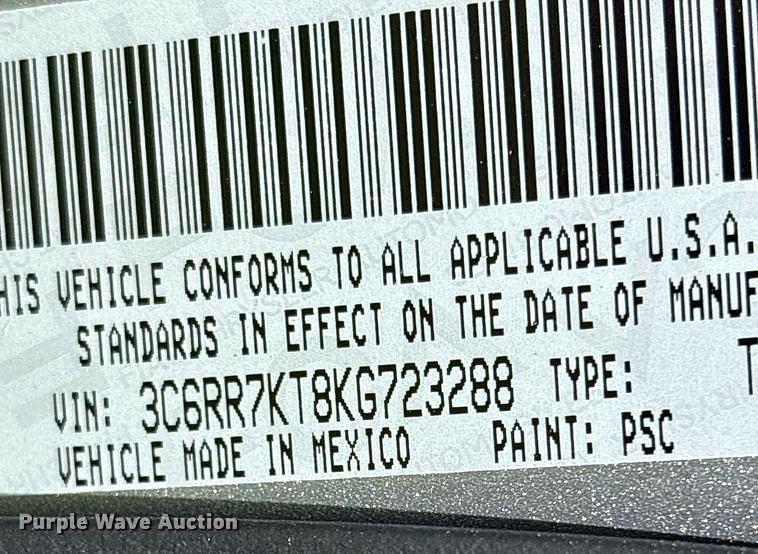 HIS VEHICLE CONFORMS TO ALL APPLICABLE U.S.A.
STANDARDS IN EFFECT ON THE DATE OF MANUF
VIN: 3C6RR7KT8KG723288 TYPE: T
VEHICLE MADE IN MEXICO PAINT: PSC
Purple Wave Auction